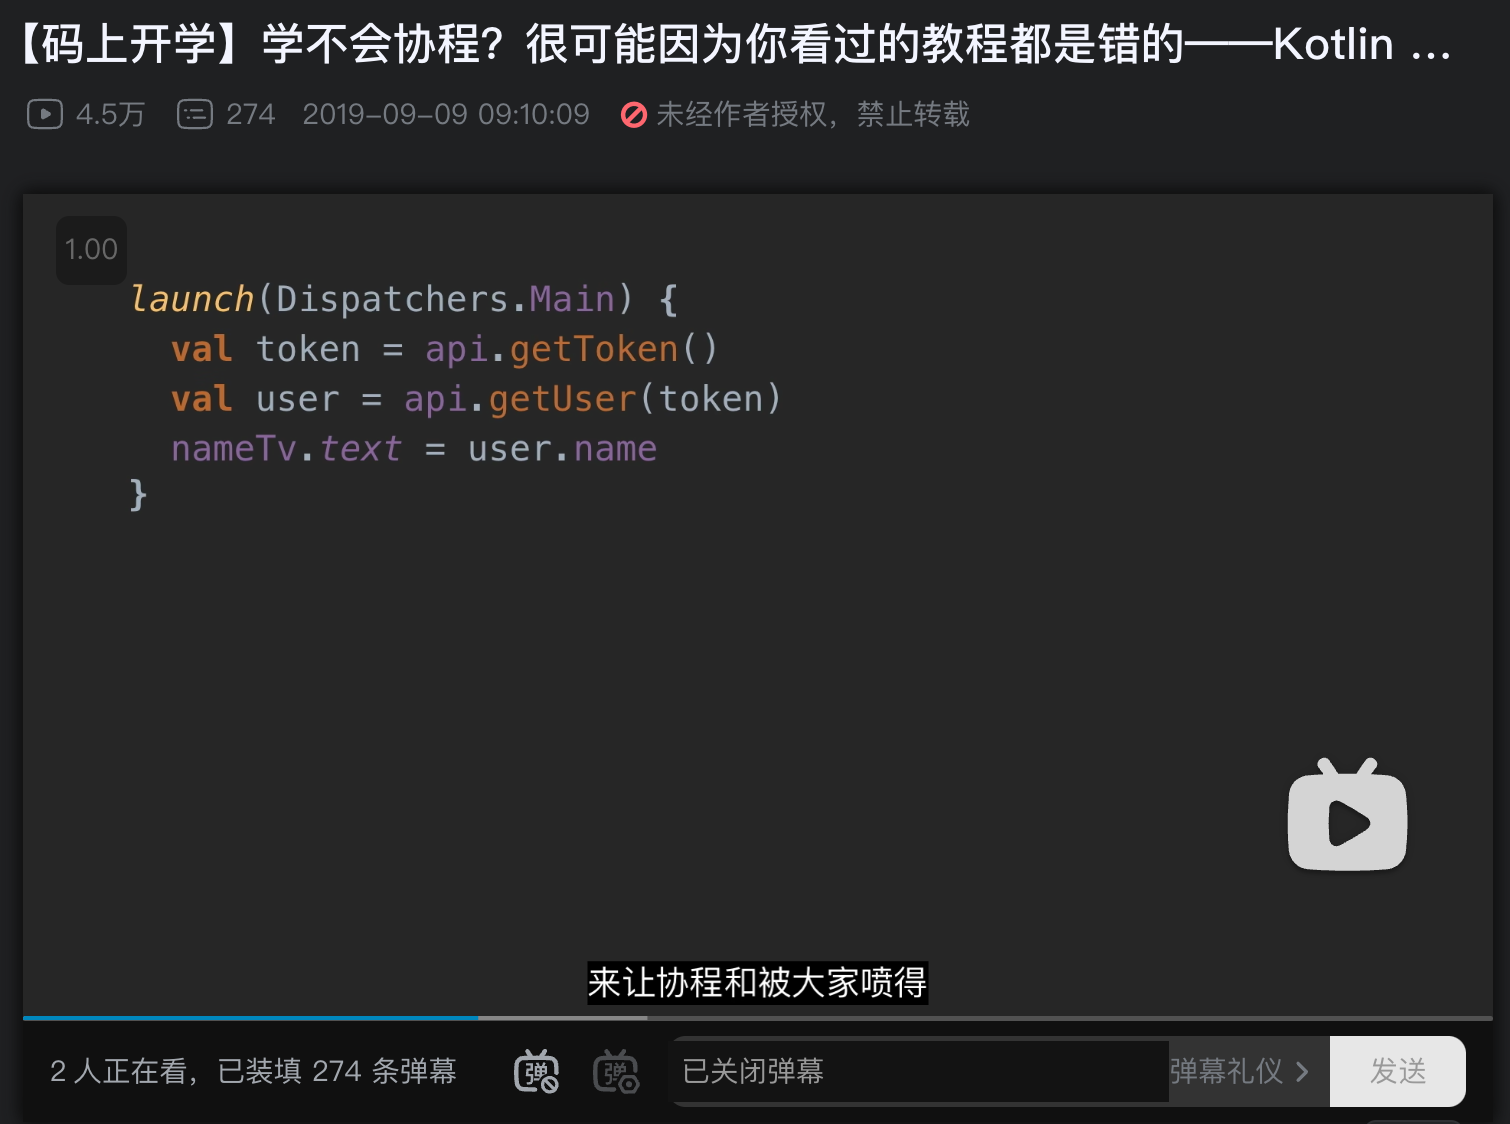 【码上开学】学不会协程？很可能因为你看过的教程都是错的——Kotlin ...
4.5万 274 2019-09-09 09:10:09 未经作者授权，禁止转载
1.00
launch(Dispatchers.Main) {
  val token = api.getToken()
  val user = api.getUser(token)
  nameTv.text = user.name
}
来让协程和被大家喷得
2 人正在看，已装填 274 条弹幕 弹 弹 已关闭弹幕 弹幕礼仪 > 发送